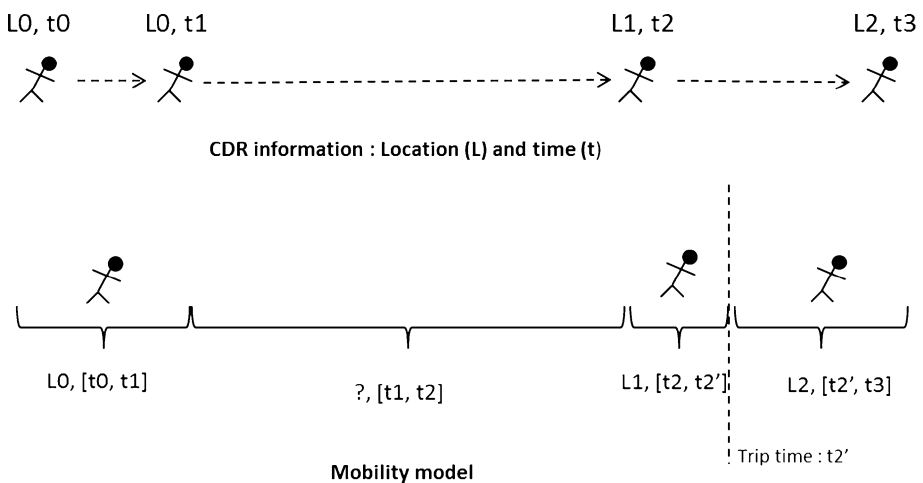 L0, t0 L0, t1 L1, t2 L2, t3
CDR information : Location (L) and time (t)
L0, [t0, t1] ?, [t1, t2] L1, [t2, t2’] L2, [t2’, t3]
Trip time : t2’
Mobility model